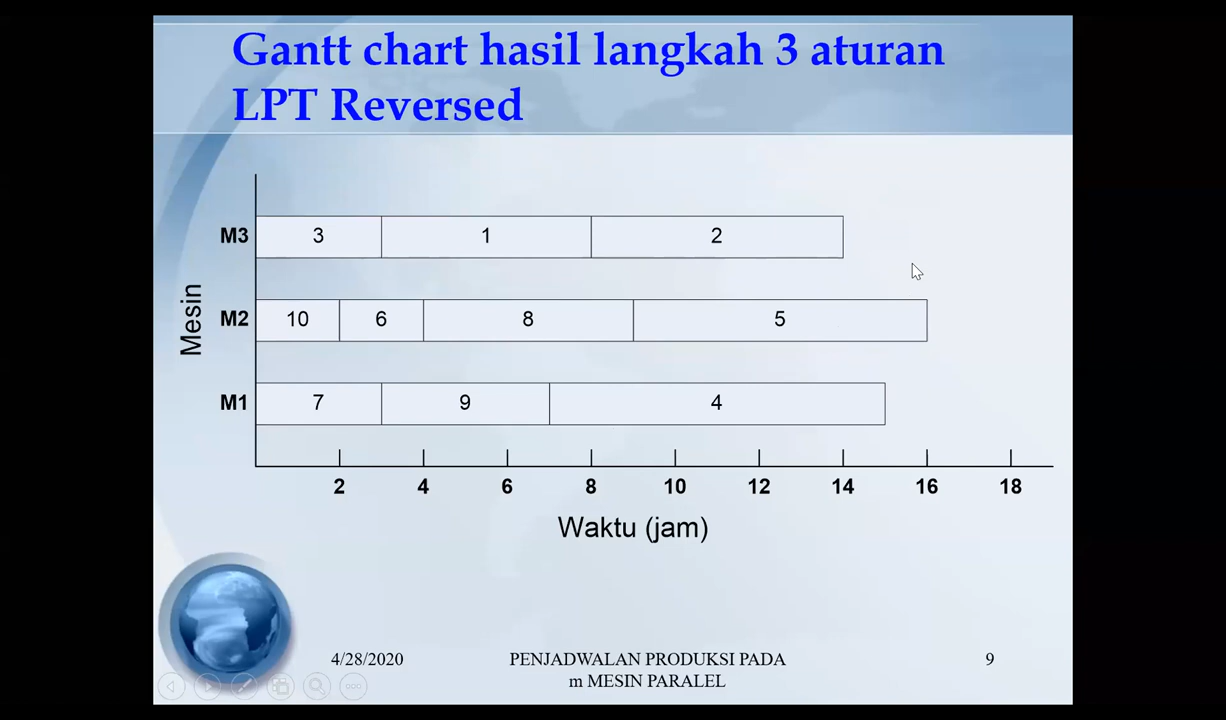 Gantt chart hasil langkah 3 aturan
LPT Reversed
M3
3
1
2
M2
10
6
8
5
M1
7
9
4
Mesin
2
4
6
8
10
12
14
16
18
Waktu (jam)
4/28/2020
PENJADWALAN PRODUKSI PADA
m MESIN PARALEL
9